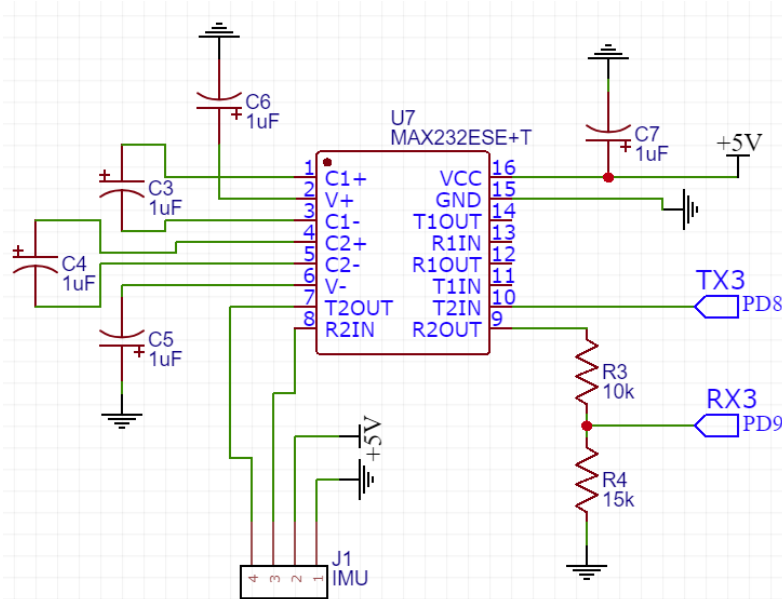 C6
1uF
U7
MAX232ESE+T
C7
1uF
+5V
C3
1uF
C4
1uF
C5
1uF
1 C1+ VCC 16
2 V+ GND 15
3 C1- T1OUT 14
4 C2+ R1IN 13
5 C2- R1OUT 12
6 V- T1IN 11
7 T2OUT T2IN 10
8 R2IN R2OUT 9
TX3
PD8
R3
10k
RX3
PD9
R4
15k
+5V
J1
IMU
4 3 2 1